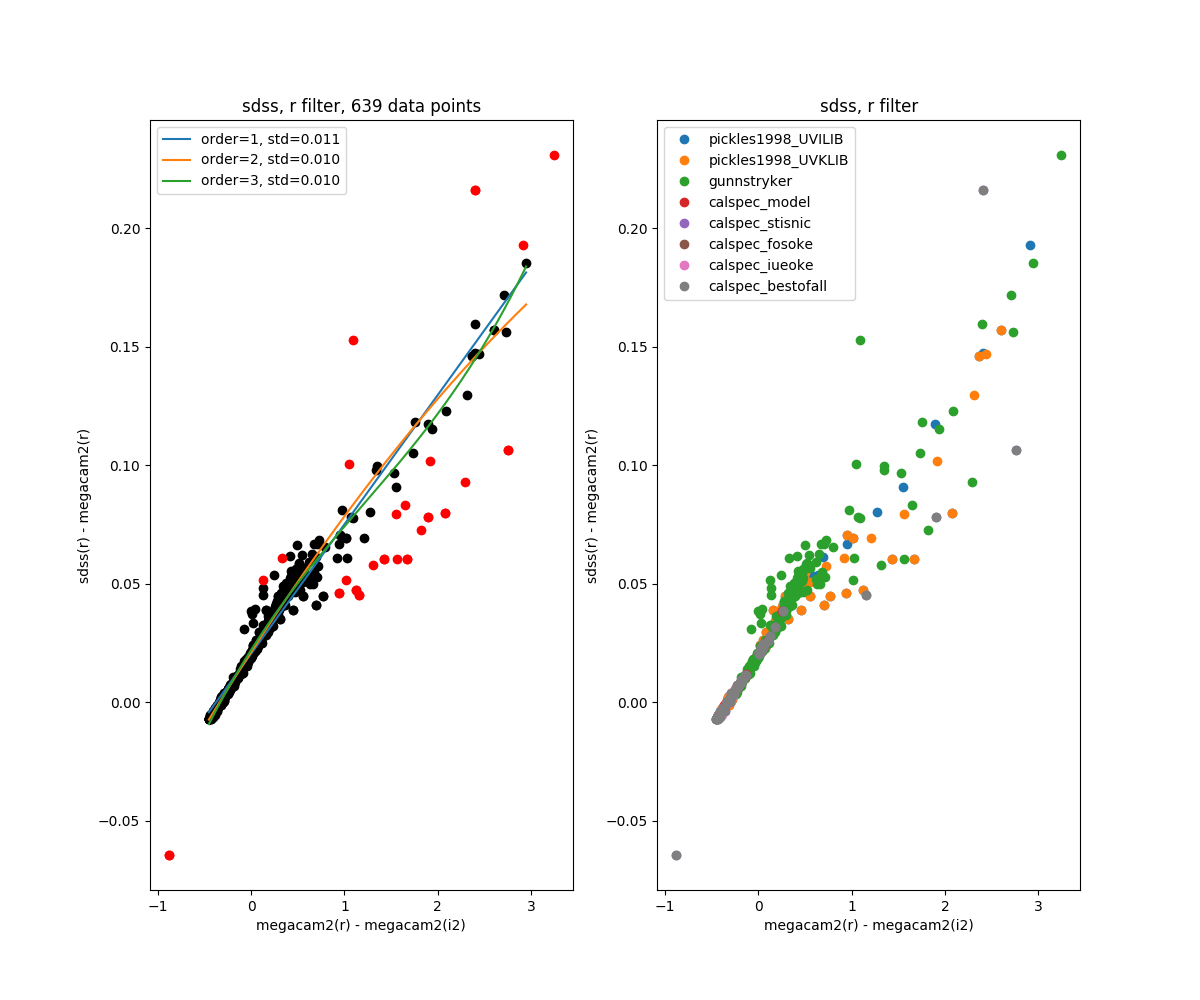 sdss, r filter, 639 data points
order=1, std=0.011
order=2, std=0.010
order=3, std=0.010
0.20
0.15
0.10
0.05
0.00
−0.05
sdss(r) - megacam2(r)
−1 0 1 2 3
megacam2(r) - megacam2(i2)
sdss, r filter
pickles1998_UVILIB
pickles1998_UVKLIB
gunnstryker
calspec_model
calspec_stisnic
calspec_fosoke
calspec_iueoke
calspec_bestofall
0.20
0.15
0.10
0.05
0.00
−0.05
sdss(r) - megacam2(r)
−1 0 1 2 3
megacam2(r) - megacam2(i2)